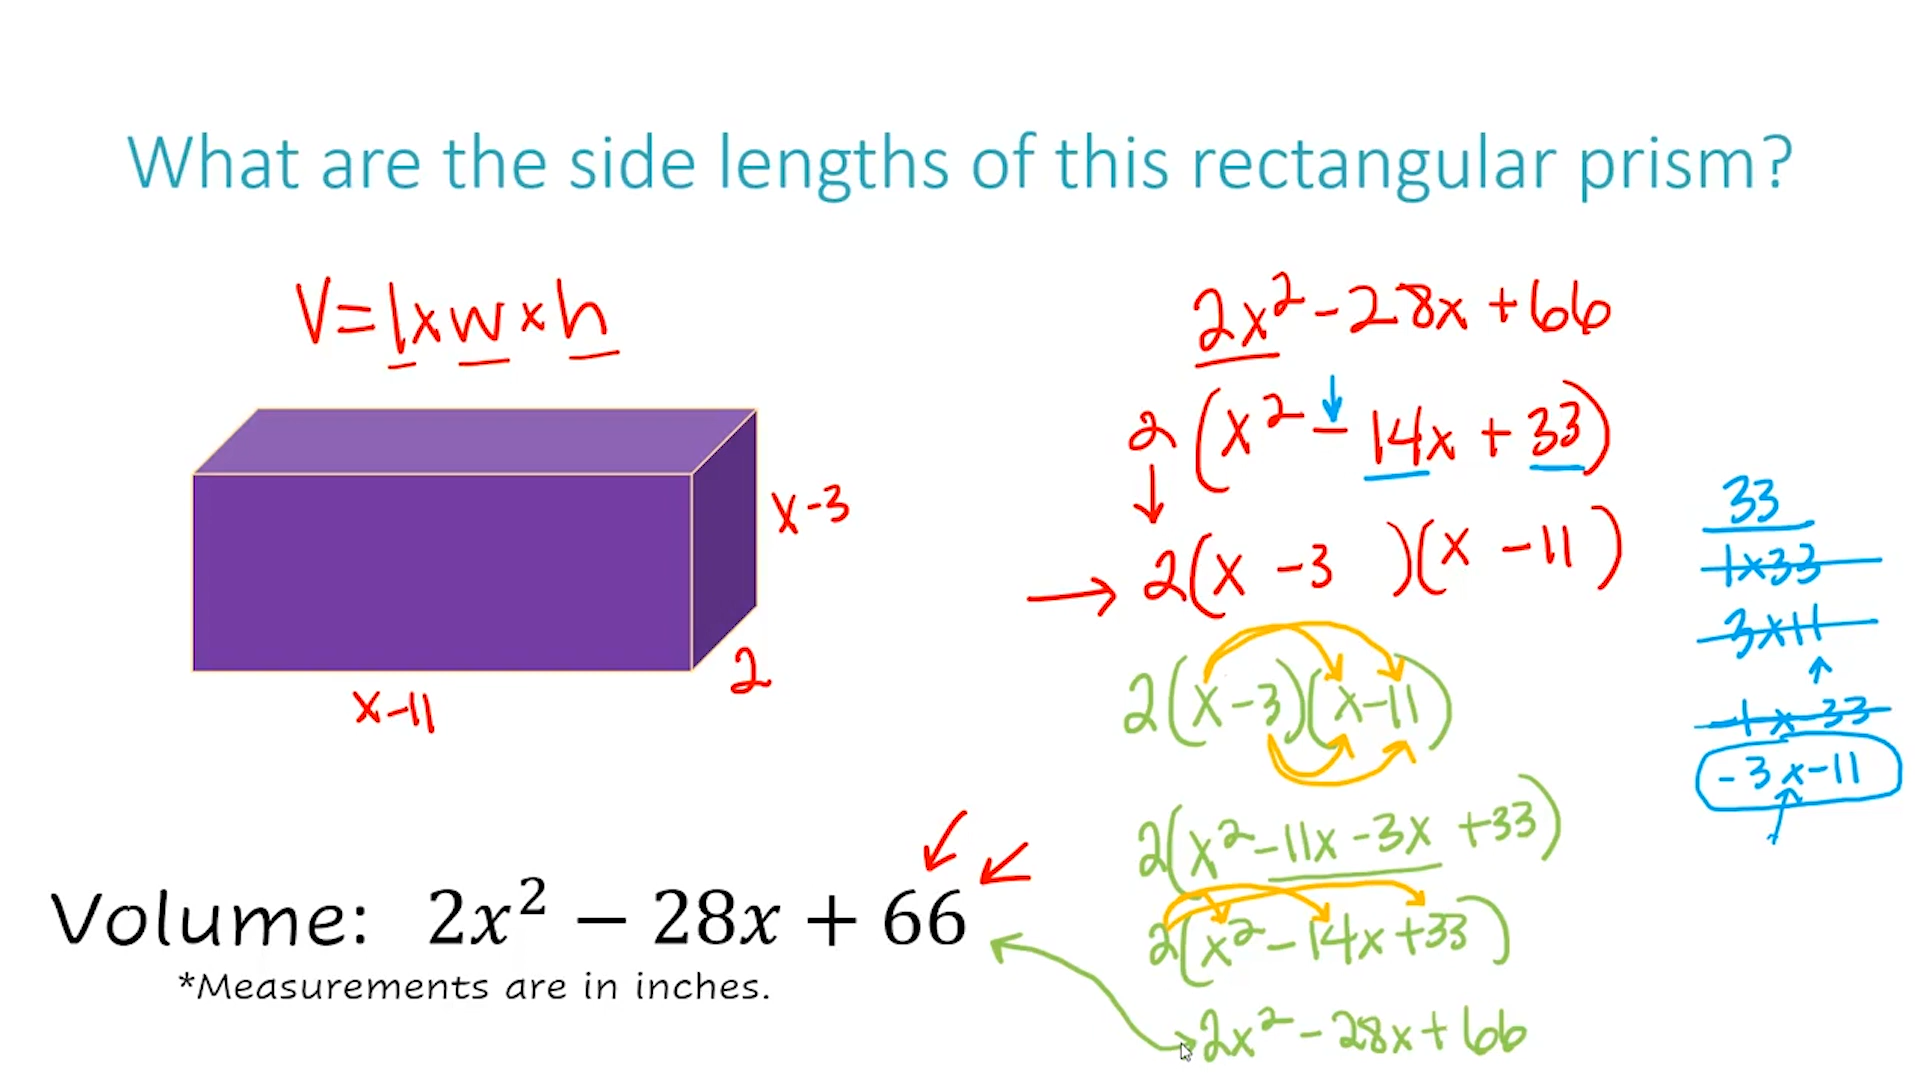 What are the side lengths of this rectangular prism?
V=l×w×h
x-3
2
x-11
Volume: 2x² − 28x + 66
*Measurements are in inches.
2x²-28x+66
2(x²-14x+33)
2(x-3)(x-11)
2(x-3)(x-11)
2(x²-11x-3x+33)
2(x²-14x+33)
2x²-28x+66
33
1x33
3x11
-1x-33
-3x-11